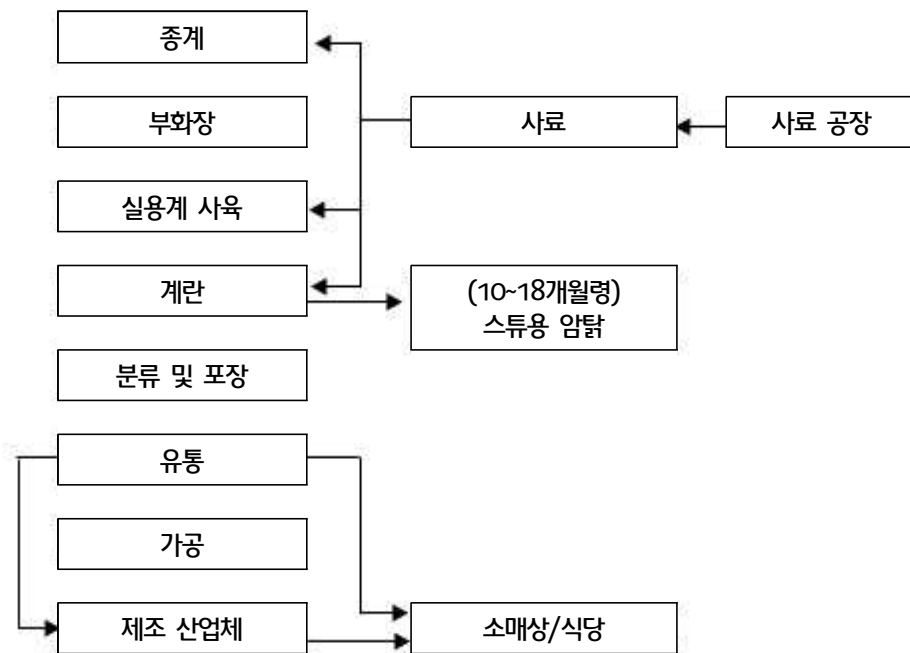 종계
부화장
사료
사료 공장
실용계 사육
계란
(10~18개월령)
스튜용 암탉
분류 및 포장
유통
가공
제조 산업체
소매상/식당